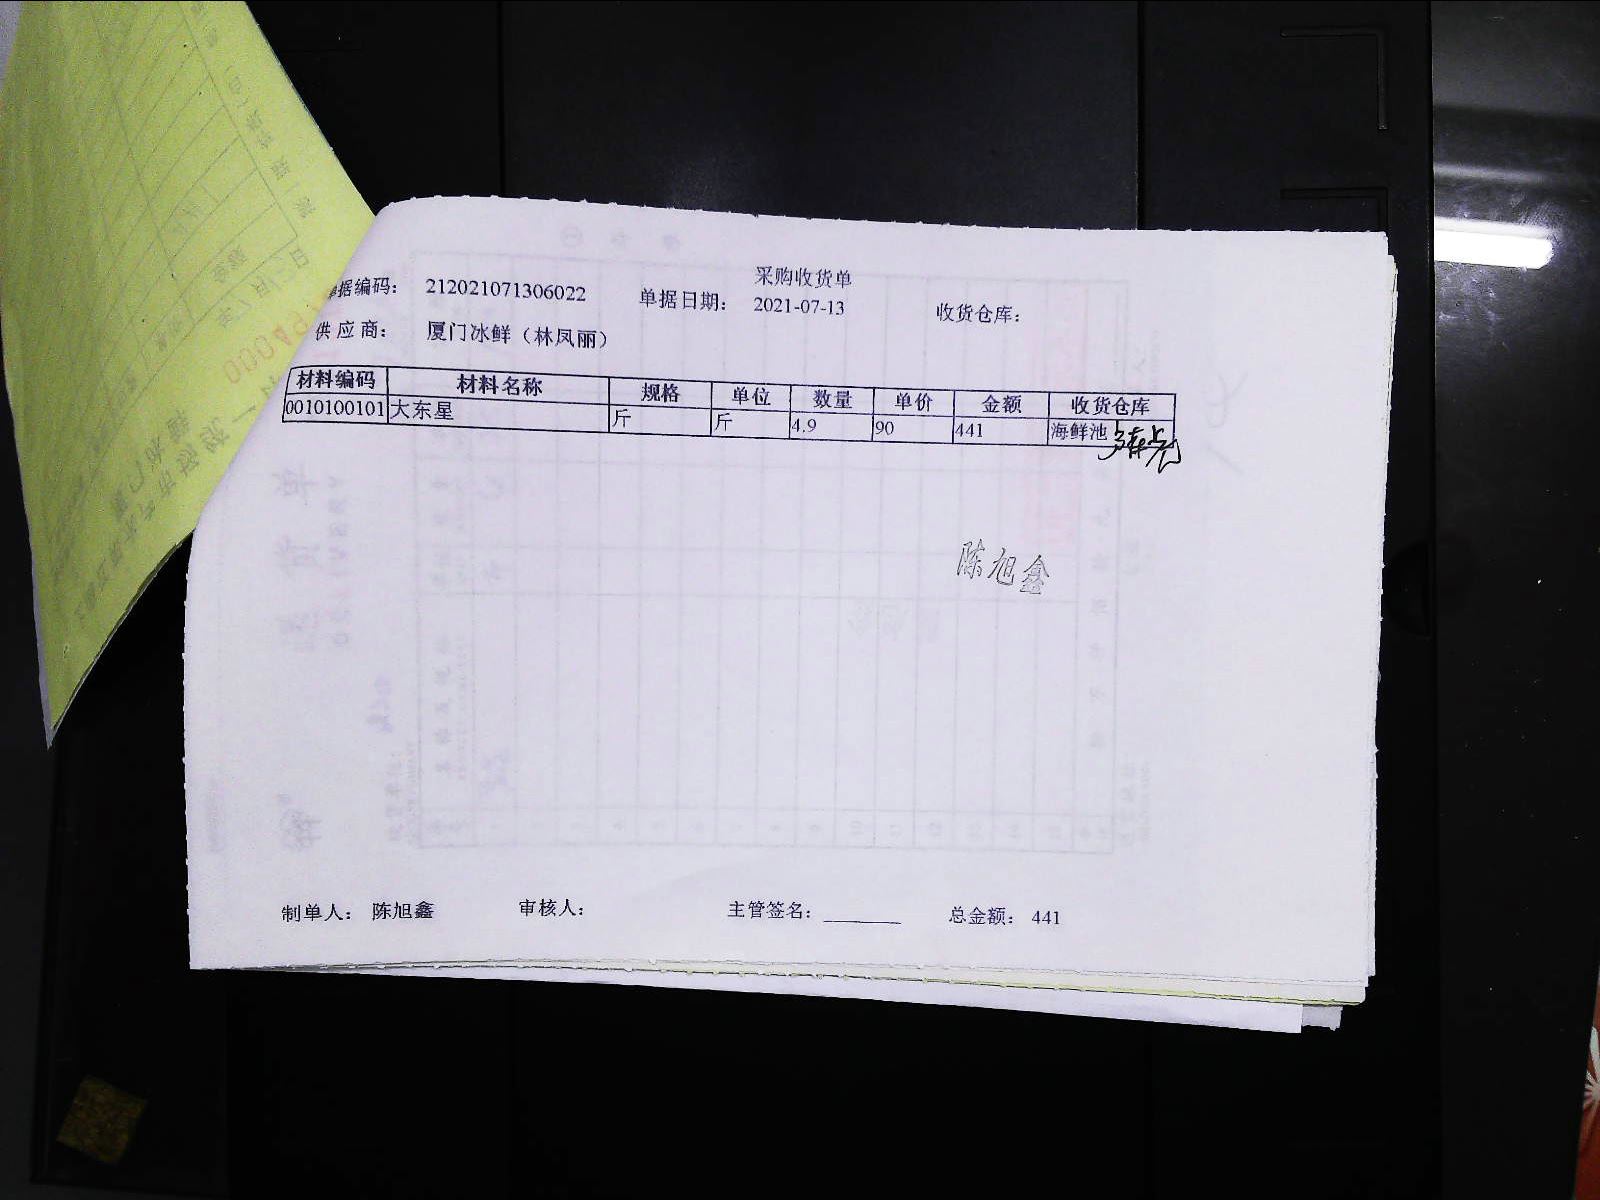 采购收货单
单据编码： 212021071306022 单据日期： 2021-07-13 收货仓库：
供应商： 厦门冰鲜（林凤丽）
材料编码 材料名称 规格 单位 数量 单价 金额 收货仓库
0010100101 大东星 斤 斤 4.9 90 441 海鲜池
陈旭鑫
制单人： 陈旭鑫 审核人： 主管签名：________ 总金额： 441